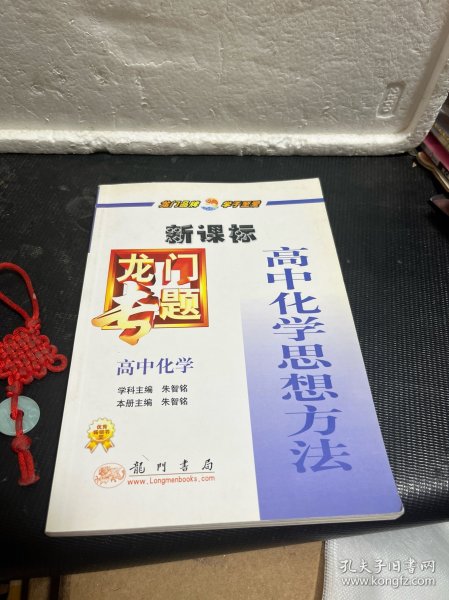 龙门品牌 学子至爱
新课标
龙门
专题
高中化学思想方法
高中化学
学科主编 朱智铭
本册主编 朱智铭
龍門書局
www.Longmenbooks.com
孔夫子旧书网
www.kongfz.com